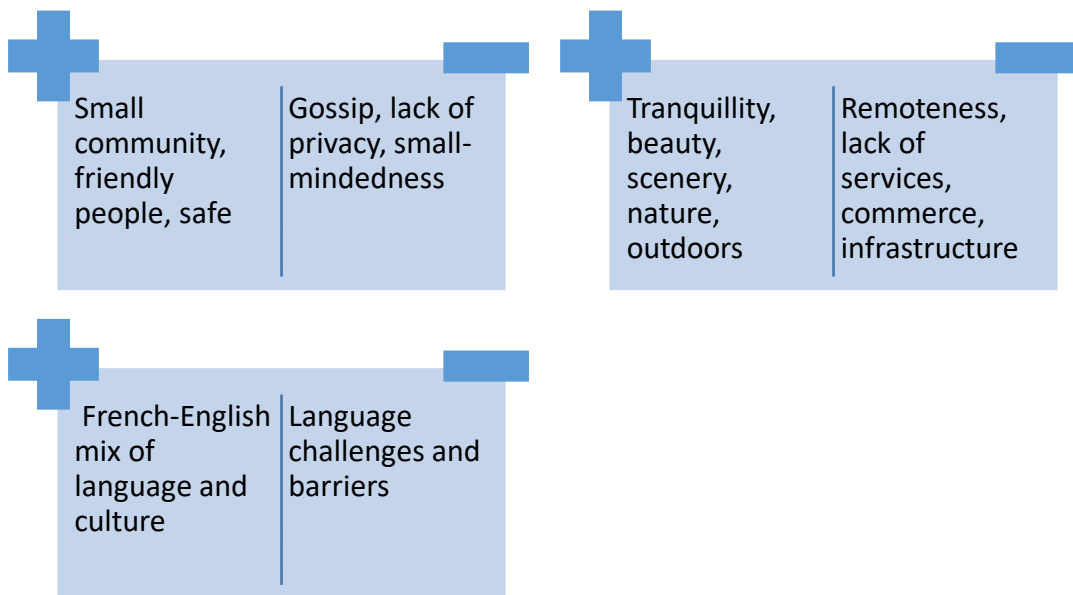 Small
community,
friendly
people, safe
Gossip, lack of
privacy, small-
mindedness
Tranquillity,
beauty,
scenery,
nature,
outdoors
Remoteness,
lack of
services,
commerce,
infrastructure
French-English
mix of
language and
culture
Language
challenges and
barriers